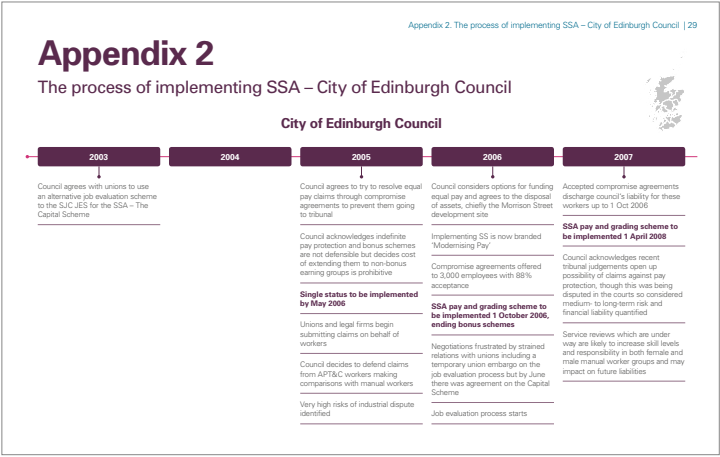 Appendix 2. The process of implementing SSA – City of Edinburgh Council | 29
Appendix 2
The process of implementing SSA – City of Edinburgh Council
City of Edinburgh Council
2003
2004
2005
2006
2007
Council agrees with unions to use
an alternative job evaluation scheme
to the SJC JES for the SSA – The
Capital Scheme
Council agrees to try to resolve equal
pay claims through compromise
agreements to prevent them going
to tribunal
Council acknowledges indefinite
pay protection and bonus schemes
are not defensible but decides cost
of extending them to non-bonus
earning groups is prohibitive
Single status to be implemented
by May 2006
Unions and legal firms begin
submitting claims on behalf of
workers
Council decides to defend claims
from APT&C workers making
comparisons with manual workers
Very high risks of industrial dispute
identified
Council considers options for funding
equal pay and agrees to the disposal
of assets, chiefly the Morrison Street
development site
Implementing SS is now branded
'Modernising Pay'
Compromise agreements offered
to 3,000 employees with 88%
acceptance
SSA pay and grading scheme to
be implemented 1 October 2006,
ending bonus schemes
Negotiations frustrated by strained
relations with unions including a
temporary union embargo on the
job evaluation process but by June
there was agreement on the Capital
Scheme
Job evaluation process starts
Accepted compromise agreements
discharge council's liability for these
workers up to 1 Oct 2006
SSA pay and grading scheme to
be implemented 1 April 2008
Council acknowledges recent
tribunal judgements open up
possibility of claims against pay
protection, though this was being
disputed in the courts so considered
medium- to long-term risk and
financial liability quantified
Service reviews which are under
way are likely to increase skill levels
and responsibility in both female and
male manual worker groups and may
impact on future liabilities